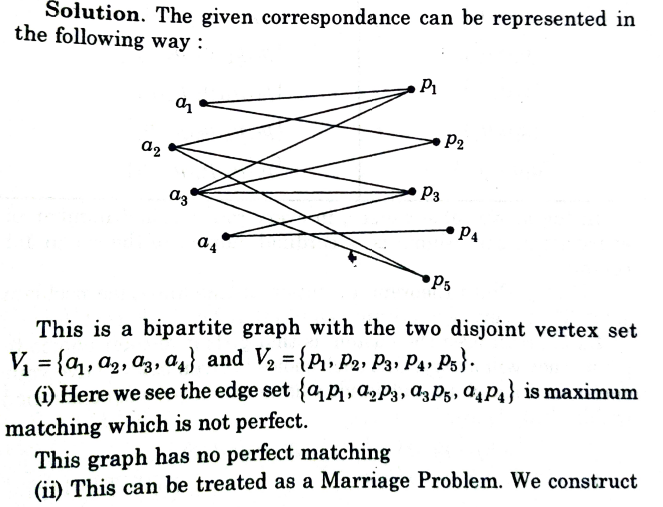 Solution. The given correspondance can be represented in
the following way :
a₁
p₁
a₂
p₂
a₃
p₃
a₄
p₄
p₅
This is a bipartite graph with the two disjoint vertex set
V₁ = {a₁, a₂, a₃, a₄} and V₂ = {p₁, p₂, p₃, p₄, p₅}.
(i) Here we see the edge set {a₁p₁, a₂p₃, a₃p₅, a₄p₄} is maximum
matching which is not perfect.
This graph has no perfect matching
(ii) This can be treated as a Marriage Problem. We construct